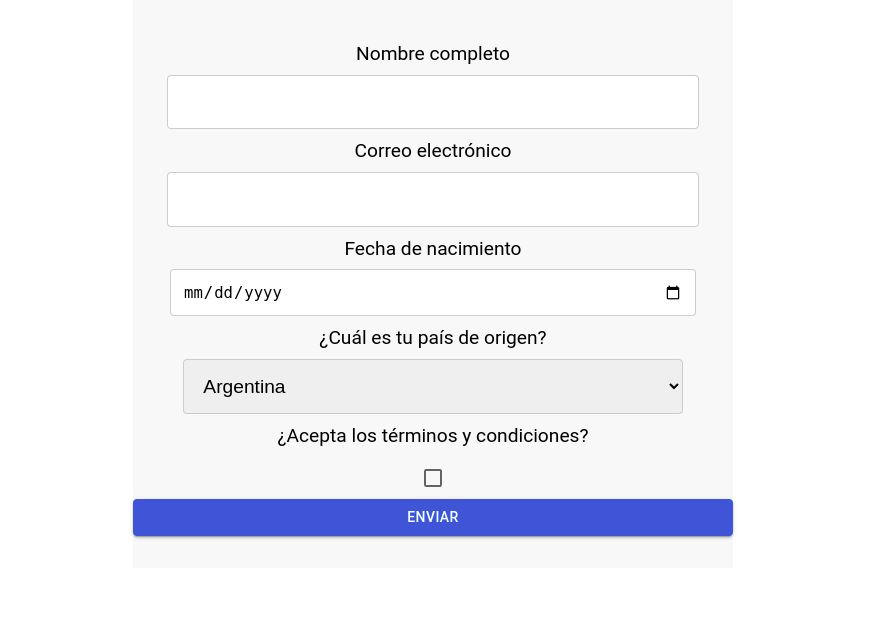 Nombre completo
Correo electrónico
Fecha de nacimiento
mm/dd/yyyy
¿Cuál es tu país de origen?
Argentina
¿Acepta los términos y condiciones?
ENVIAR